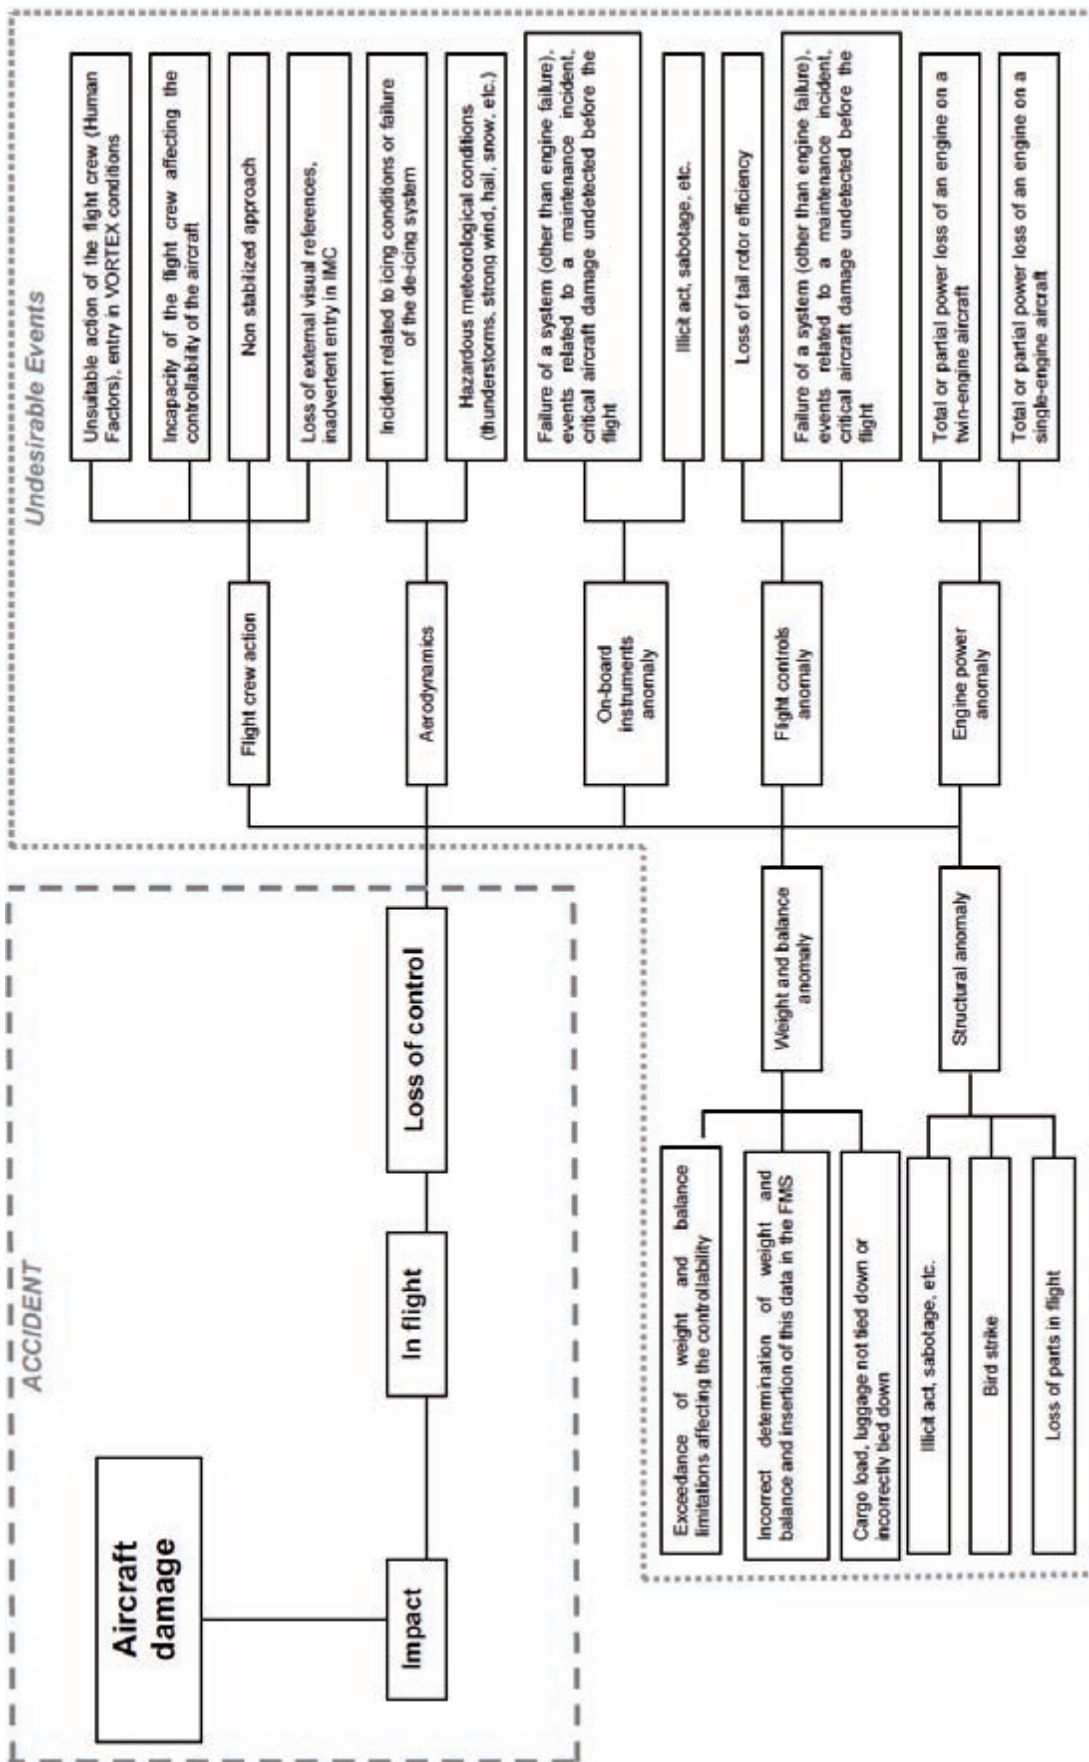 ACCIDENT
Undesirable Events
Aircraft
damage
Impact
In flight
Loss of control
Flight crew action
Unsuitable action of the flight crew (Human
Factors), entry in VORTEX conditions
Incapacity of the flight crew affecting the
controllability of the aircraft
Non stabilized approach
Loss of external visual references,
inadvertent entry in IMC
Aerodynamics
Incident related to icing conditions or failure
of the de-icing system
Hazardous meteorological conditions
(thunderstorms, strong wind, hail, snow, etc.)
On-board
instruments
anomaly
Failure of a system (other than engine failure),
events related to a maintenance incident,
critical aircraft damage undetected before the
flight
Illicit act, sabotage, etc.
Flight controls
anomaly
Loss of tail rotor efficiency
Failure of a system (other than engine failure),
events related to a maintenance incident,
critical aircraft damage undetected before the
flight
Engine power
anomaly
Total or partial power loss of an engine on a
twin-engine aircraft
Total or partial power loss of an engine on a
single-engine aircraft
Weight and balance
anomaly
Exceedance of weight and balance
limitations affecting the controllability
Incorrect determination of weight and
balance and insertion of this data in the FMS
Cargo load, luggage not tied down or
incorrectly tied down
Structural anomaly
Illicit act, sabotage, etc.
Bird strike
Loss of parts in flight